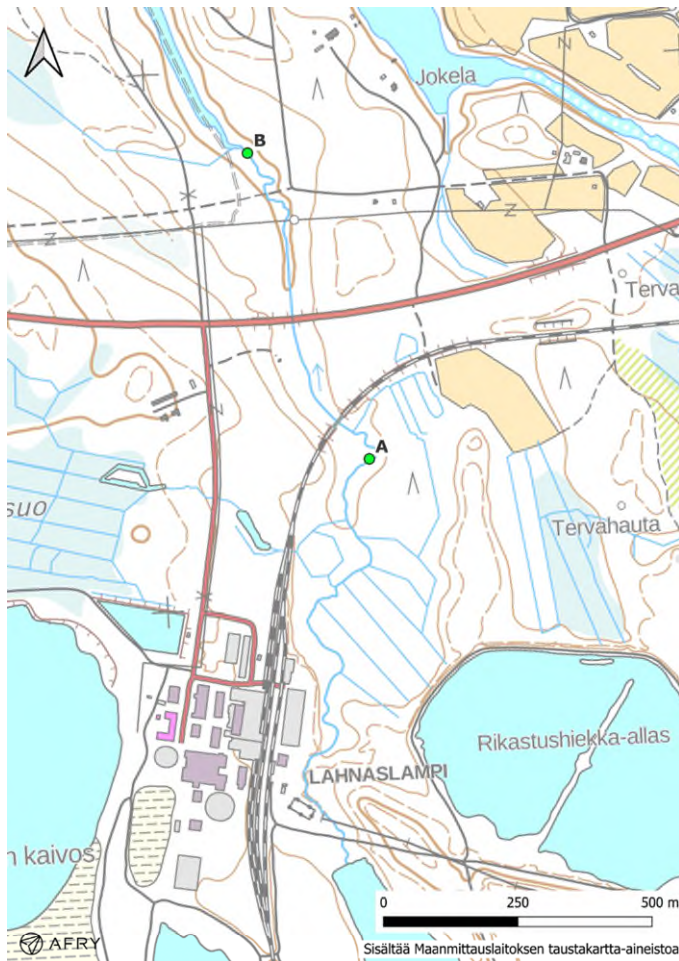 Jokela
B
Terva
A
suo
Tervahauta
Rikastushiekka-allas
LAHNASLAMPI
n kaivos
0 250 500 m
AFRY
Sisältää Maanmittauslaitoksen taustakartta-aineistoa